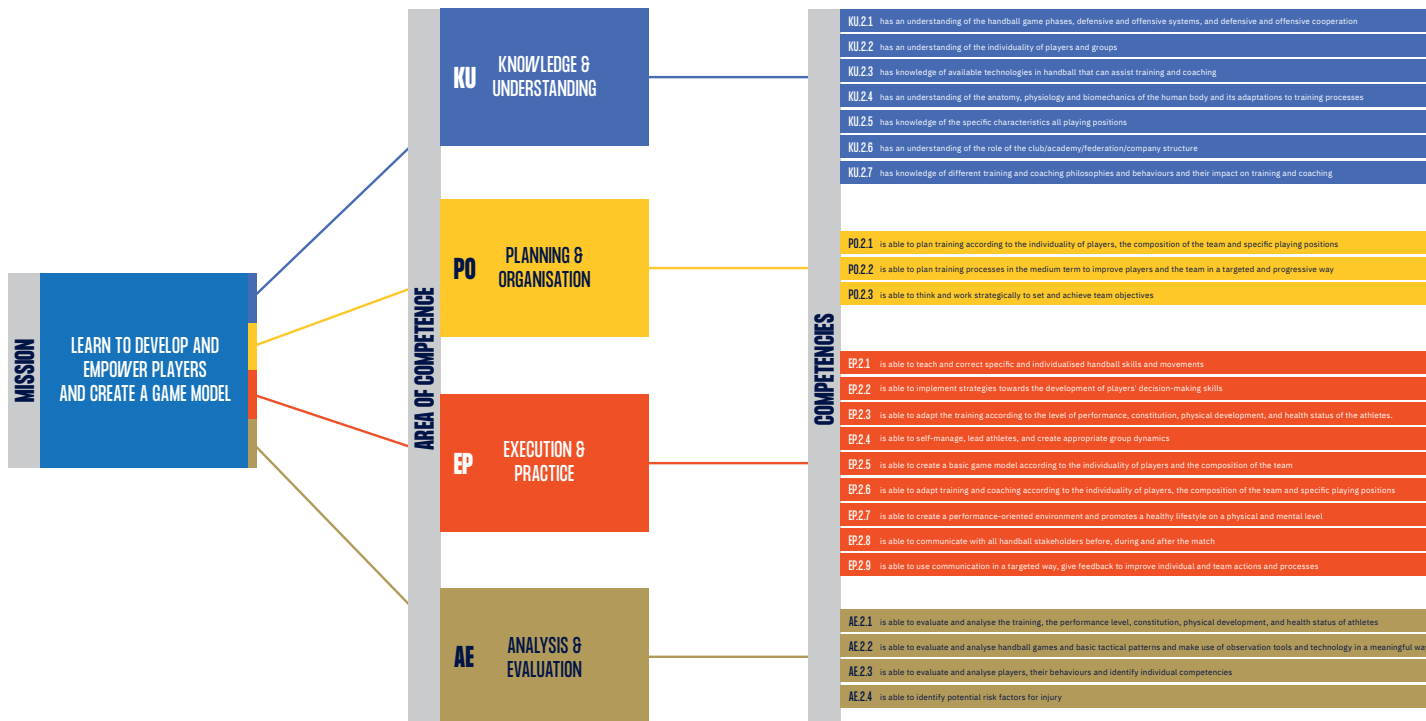 MISSION
LEARN TO DEVELOP AND
EMPOWER PLAYERS
AND CREATE A GAME MODEL
AREA OF COMPETENCE
KU
KNOWLEDGE &
UNDERSTANDING
PO
PLANNING &
ORGANISATION
EP
EXECUTION &
PRACTICE
AE
ANALYSIS &
EVALUATION
COMPETENCIES
KU.2.1 has an understanding of the handball game phases, defensive and offensive systems, and defensive and offensive cooperation
KU.2.2 has an understanding of the individuality of players and groups
KU.2.3 has knowledge of available technologies in handball that can assist training and coaching
KU.2.4 has an understanding of the anatomy, physiology and biomechanics of the human body and its adaptations to training processes
KU.2.5 has knowledge of the specific characteristics all playing positions
KU.2.6 has an understanding of the role of the club/academy/federation/company structure
KU.2.7 has knowledge of different training and coaching philosophies and behaviours and their impact on training and coaching
PO.2.1 is able to plan training according to the individuality of players, the composition of the team and specific playing positions
PO.2.2 is able to plan training processes in the medium term to improve players and the team in a targeted and progressive way
PO.2.3 is able to think and work strategically to set and achieve team objectives
EP.2.1 is able to teach and correct specific and individualised handball skills and movements
EP.2.2 is able to implement strategies towards the development of players' decision-making skills
EP.2.3 is able to adapt the training according to the level of performance, constitution, physical development, and health status of the athletes.
EP.2.4 is able to self-manage, lead athletes, and create appropriate group dynamics
EP.2.5 is able to create a basic game model according to the individuality of players and the composition of the team
EP.2.6 is able to adapt training and coaching according to the individuality of players, the composition of the team and specific playing positions
EP.2.7 is able to create a performance-oriented environment and promotes a healthy lifestyle on a physical and mental level
EP.2.8 is able to communicate with all handball stakeholders before, during and after the match
EP.2.9 is able to use communication in a targeted way, give feedback to improve individual and team actions and processes
AE.2.1 is able to evaluate and analyse the training, the performance level, constitution, physical development, and health status of athletes
AE.2.2 is able to evaluate and analyse handball games and basic tactical patterns and make use of observation tools and technology in a meaningful wa
AE.2.3 is able to evaluate and analyse players, their behaviours and identify individual competencies
AE.2.4 is able to identify potential risk factors for injury